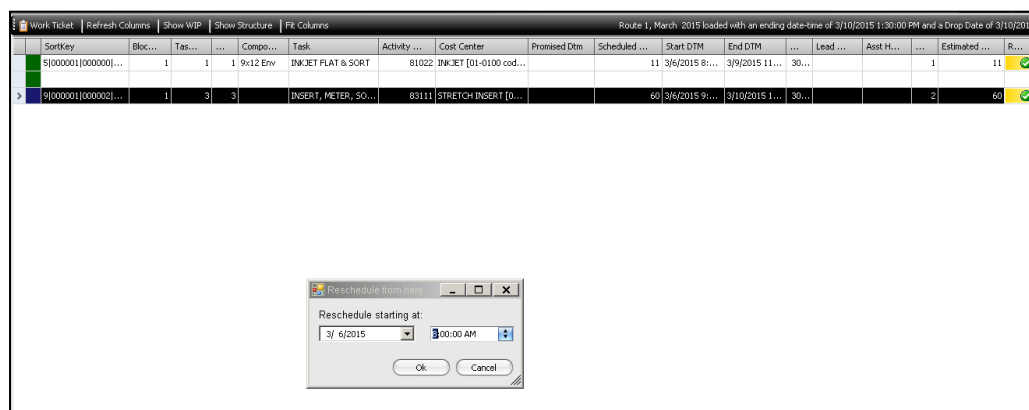 Work Ticket Refresh Columns Show WIP Show Structure Fit Columns Route 1, March 2015 loaded with an ending date-time of 3/10/2015 1:30:00 PM and a Drop Date of 3/10/201
SortKey Bloc... Tas... ... Compo... Task Activity ... Cost Center Promised Dtm Scheduled ... Start DTM End DTM ... Lead ... Asst H... ... Estimated ... R...
5|000001|000000|... 1 1 1 9x12 Env INKJET FLAT & SORT 81022 INKJET [01-0100 cod... 11 3/6/2015 8:... 3/9/2015 11... 30... 1 11
9|000001|000002|... 1 3 3 INSERT, METER, SO... 83111 STRETCH INSERT [0... 60 3/6/2015 9:... 3/10/2015 1... 30... 2 60
Reschedule from here
Reschedule starting at:
3/ 6/2015 8:00:00 AM
Ok Cancel